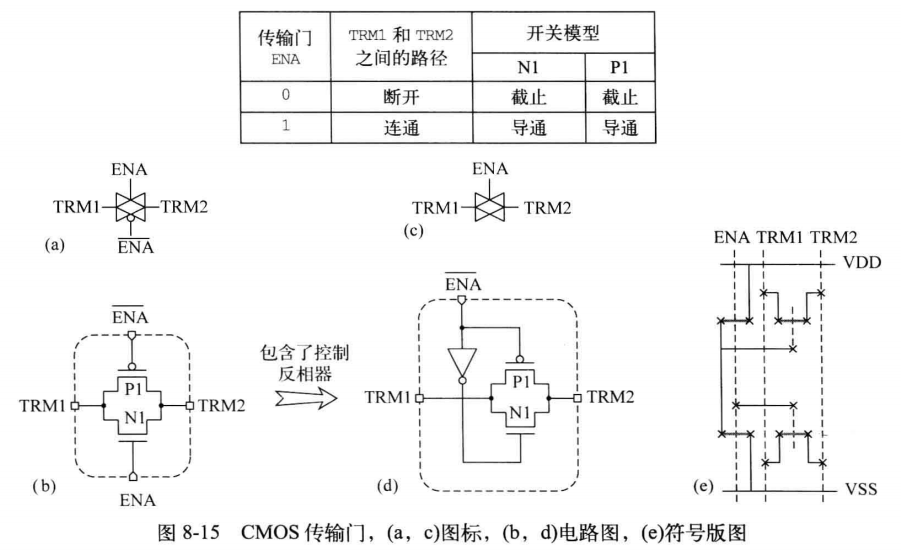 传输门
ENA
TRM1 和 TRM2
之间的路径
开关模型
N1 P1
0 断开 截止 截止
1 连通 导通 导通
ENA
TRM1 TRM2
ENA
(a)
ENA
TRM1 TRM2
(c)
ENA
P1
N1
TRM1 TRM2
ENA
(b)
包含了控制
反相器
ENA
P1
N1
TRM1 TRM2
(d)
ENA TRM1 TRM2
VDD
VSS
(e)
图 8-15 CMOS 传输门，(a，c)图标，(b，d)电路图，(e)符号版图